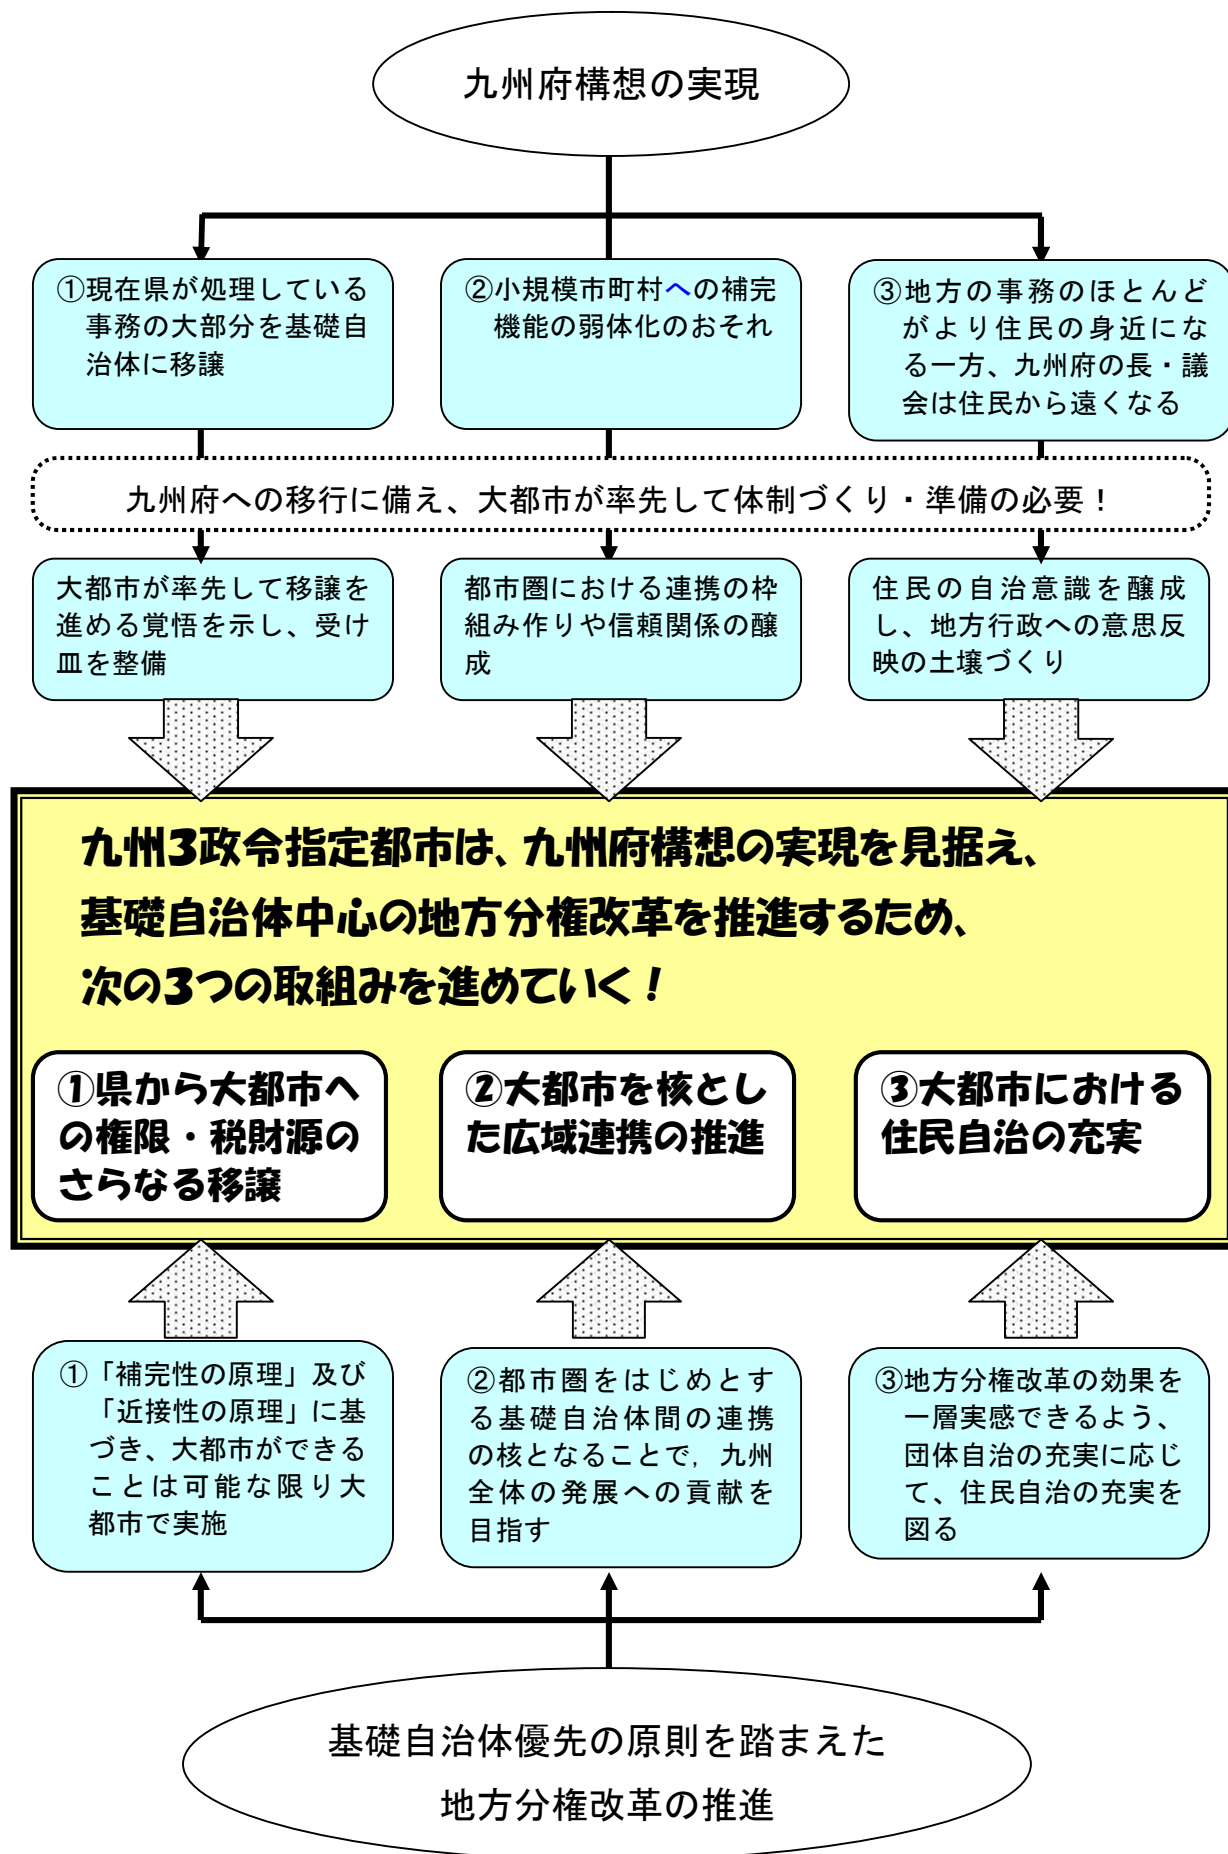 九州府構想の実現
①現在県が処理している
事務の大部分を基礎自
治体に移譲
②小規模市町村への補完
機能の弱体化のおそれ
③地方の事務のほとんど
がより住民の身近にな
る一方、九州府の長・議
会は住民から遠くなる
九州府への移行に備え、大都市が率先して体制づくり・準備の必要！
大都市が率先して移譲を
進める覚悟を示し、受け
皿を整備
都市圏における連携の枠
組み作りや信頼関係の醸
成
住民の自治意識を醸成
し、地方行政への意思反
映の土壌づくり
九州3政令指定都市は、九州府構想の実現を見据え、
基礎自治体中心の地方分権改革を推進するため、
次の3つの取組みを進めていく！
①県から大都市へ
の権限・税財源の
さらなる移譲
②大都市を核とし
た広域連携の推進
③大都市における
住民自治の充実
①「補完性の原理」及び
「近接性の原理」に基
づき、大都市ができる
ことは可能な限り大
都市で実施
②都市圏をはじめとす
る基礎自治体間の連携
の核となることで，九州
全体の発展への貢献を
目指す
③地方分権改革の効果を
一層実感できるよう、
団体自治の充実に応じ
て、住民自治の充実を
図る
基礎自治体優先の原則を踏まえた
地方分権改革の推進